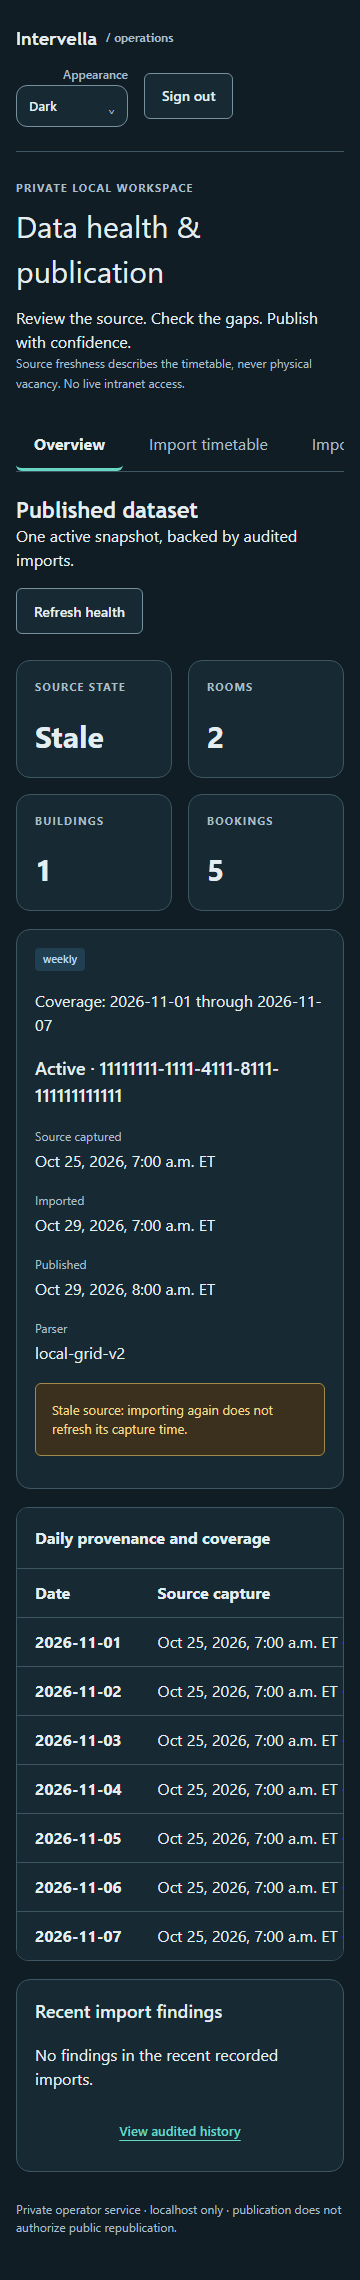 Intervella / operations
Appearance
Dark
Sign out
PRIVATE LOCAL WORKSPACE
Data health &
publication
Review the source. Check the gaps. Publish
with confidence.
Source freshness describes the timetable, never physical
vacancy. No live intranet access.
Overview Import timetable Impo
Published dataset
One active snapshot, backed by audited
imports.
Refresh health
SOURCE STATE
Stale
ROOMS
2
BUILDINGS
1
BOOKINGS
5
weekly
Coverage: 2026-11-01 through 2026-11-
07
Active · 11111111-1111-4111-8111-
111111111111
Source captured
Oct 25, 2026, 7:00 a.m. ET
Imported
Oct 29, 2026, 7:00 a.m. ET
Published
Oct 29, 2026, 8:00 a.m. ET
Parser
local-grid-v2
Stale source: importing again does not
refresh its capture time.
Daily provenance and coverage
Date Source capture
2026-11-01 Oct 25, 2026, 7:00 a.m. ET
2026-11-02 Oct 25, 2026, 7:00 a.m. ET
2026-11-03 Oct 25, 2026, 7:00 a.m. ET
2026-11-04 Oct 25, 2026, 7:00 a.m. ET
2026-11-05 Oct 25, 2026, 7:00 a.m. ET
2026-11-06 Oct 25, 2026, 7:00 a.m. ET
2026-11-07 Oct 25, 2026, 7:00 a.m. ET
Recent import findings
No findings in the recent recorded
imports.
View audited history
Private operator service · localhost only · publication does not
authorize public republication.